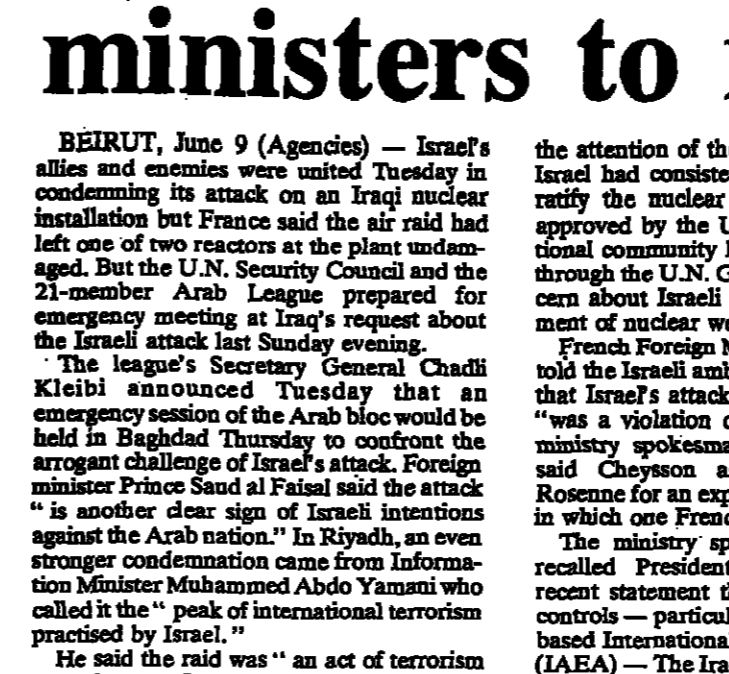 ministers to
BEIRUT, June 9 (Agencies) — Israel's
allies and enemies were united Tuesday in
condemning its attack on an Iraqi nuclear
installation but France said the air raid had
left one of two reactors at the plant undam-
aged. But the U.N. Security Council and the
21-member Arab League prepared for
emergency meeting at Iraq's request about
the Israeli attack last Sunday evening.
The league's Secretary General Chadli
Kleibi announced Tuesday that an
emergency session of the Arab bloc would be
held in Baghdad Thursday to confront the
arrogant challenge of Israel's attack. Foreign
minister Prince Saud al Faisal said the attack
“ is another clear sign of Israeli intentions
against the Arab nation.” In Riyadh, an even
stronger condemnation came from Informa-
tion Minister Muhammed Abdo Yamani who
called it the “ peak of international terrorism
practised by Israel. ”
He said the raid was “ an act of terrorism
the attention of th
Israel had consiste
ratify the nuclear
approved by the U
tional community
through the U.N. G
cern about Israeli
ment of nuclear we
French Foreign M
told the Israeli amb
that Israel's attack
“was a violation o
ministry spokesma
said Cheysson a
Rosenne for an exp
in which one Frenc
The ministry sp
recalled President
recent statement t
controls — particul
based International
(IAEA) — The Ira